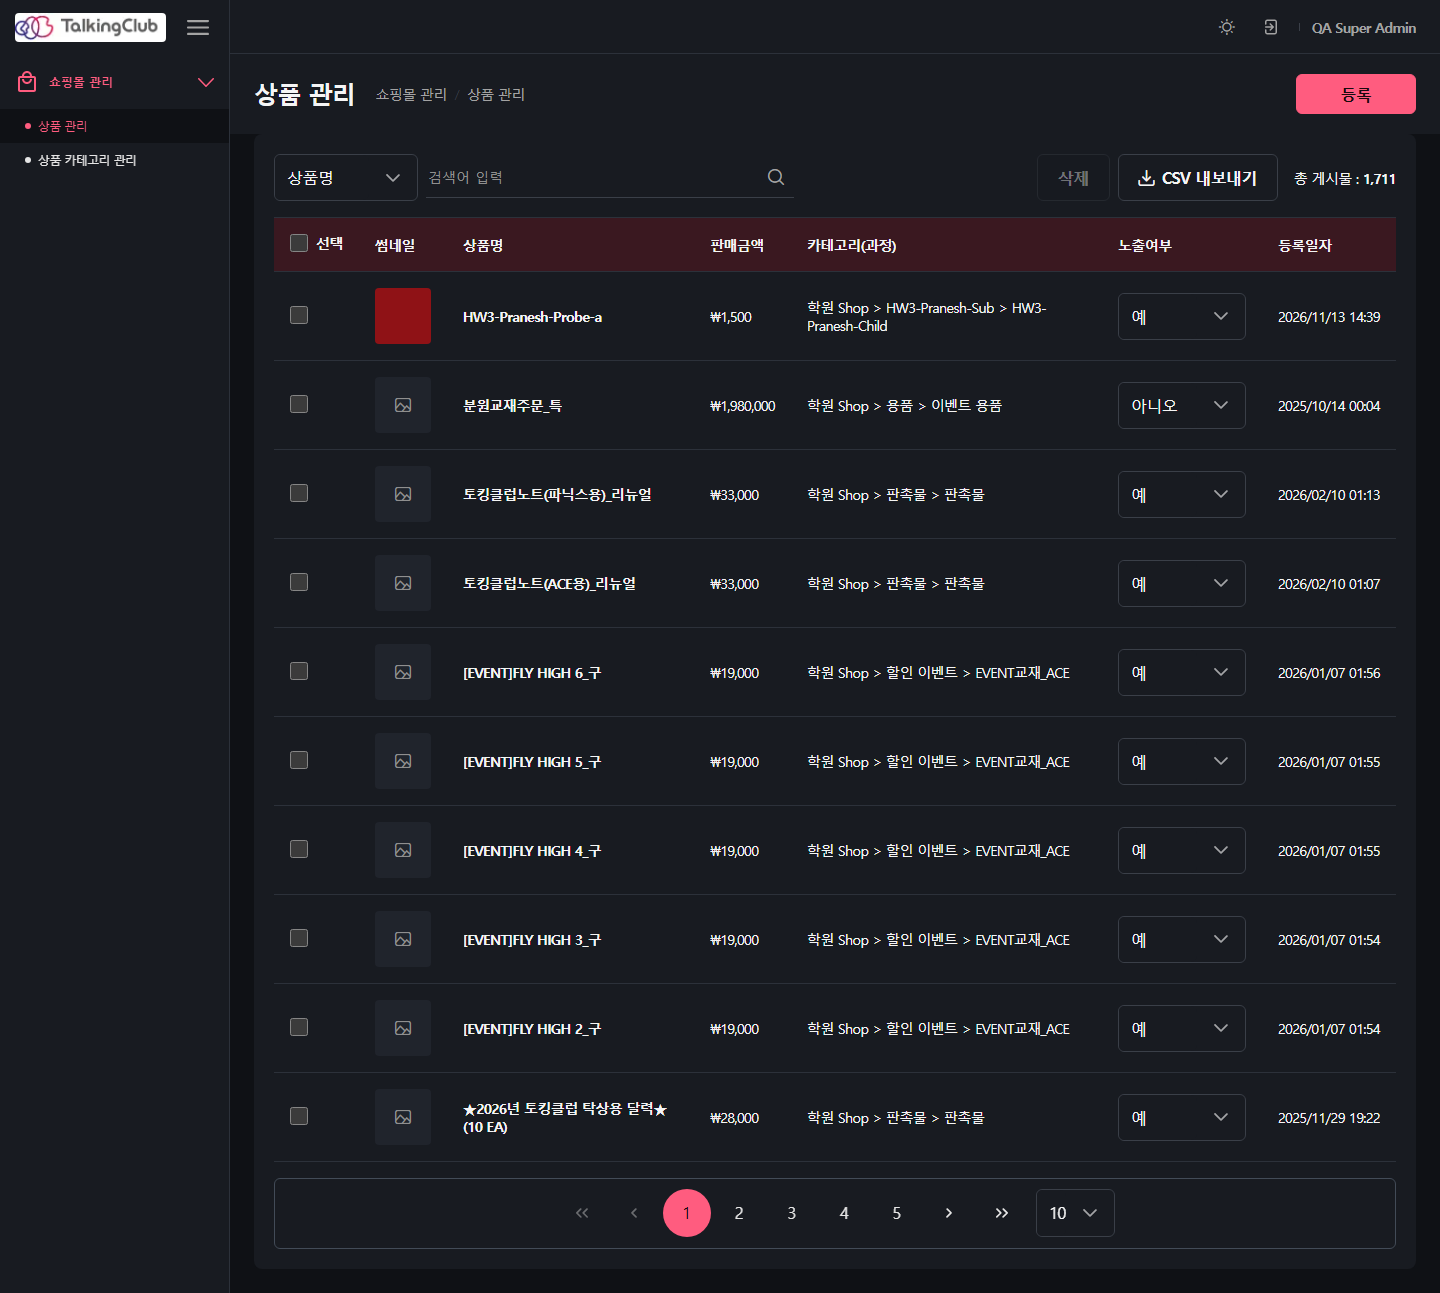 TalkingClub
QA Super Admin
쇼핑몰 관리
상품 관리
상품 카테고리 관리
상품 관리
쇼핑몰 관리 / 상품 관리
등록
상품명
검색어 입력
삭제
CSV 내보내기
총 게시물 : 1,711
선택 썸네일 상품명 판매금액 카테고리(과정) 노출여부 등록일자
HW3-Pranesh-Probe-a ₩1,500 학원 Shop > HW3-Pranesh-Sub > HW3-
Pranesh-Child 예 2026/11/13 14:39
분원교재주문_특 ₩1,980,000 학원 Shop > 용품 > 이벤트 용품 아니오 2025/10/14 00:04
토킹클럽노트(파닉스용)_리뉴얼 ₩33,000 학원 Shop > 판촉물 > 판촉물 예 2026/02/10 01:13
토킹클럽노트(ACE용)_리뉴얼 ₩33,000 학원 Shop > 판촉물 > 판촉물 예 2026/02/10 01:07
[EVENT]FLY HIGH 6_구 ₩19,000 학원 Shop > 할인 이벤트 > EVENT교재_ACE 예 2026/01/07 01:56
[EVENT]FLY HIGH 5_구 ₩19,000 학원 Shop > 할인 이벤트 > EVENT교재_ACE 예 2026/01/07 01:55
[EVENT]FLY HIGH 4_구 ₩19,000 학원 Shop > 할인 이벤트 > EVENT교재_ACE 예 2026/01/07 01:55
[EVENT]FLY HIGH 3_구 ₩19,000 학원 Shop > 할인 이벤트 > EVENT교재_ACE 예 2026/01/07 01:54
[EVENT]FLY HIGH 2_구 ₩19,000 학원 Shop > 할인 이벤트 > EVENT교재_ACE 예 2026/01/07 01:54
★2026년 토킹클럽 탁상용 달력★
(10 EA) ₩28,000 학원 Shop > 판촉물 > 판촉물 예 2025/11/29 19:22
1 2 3 4 5 10